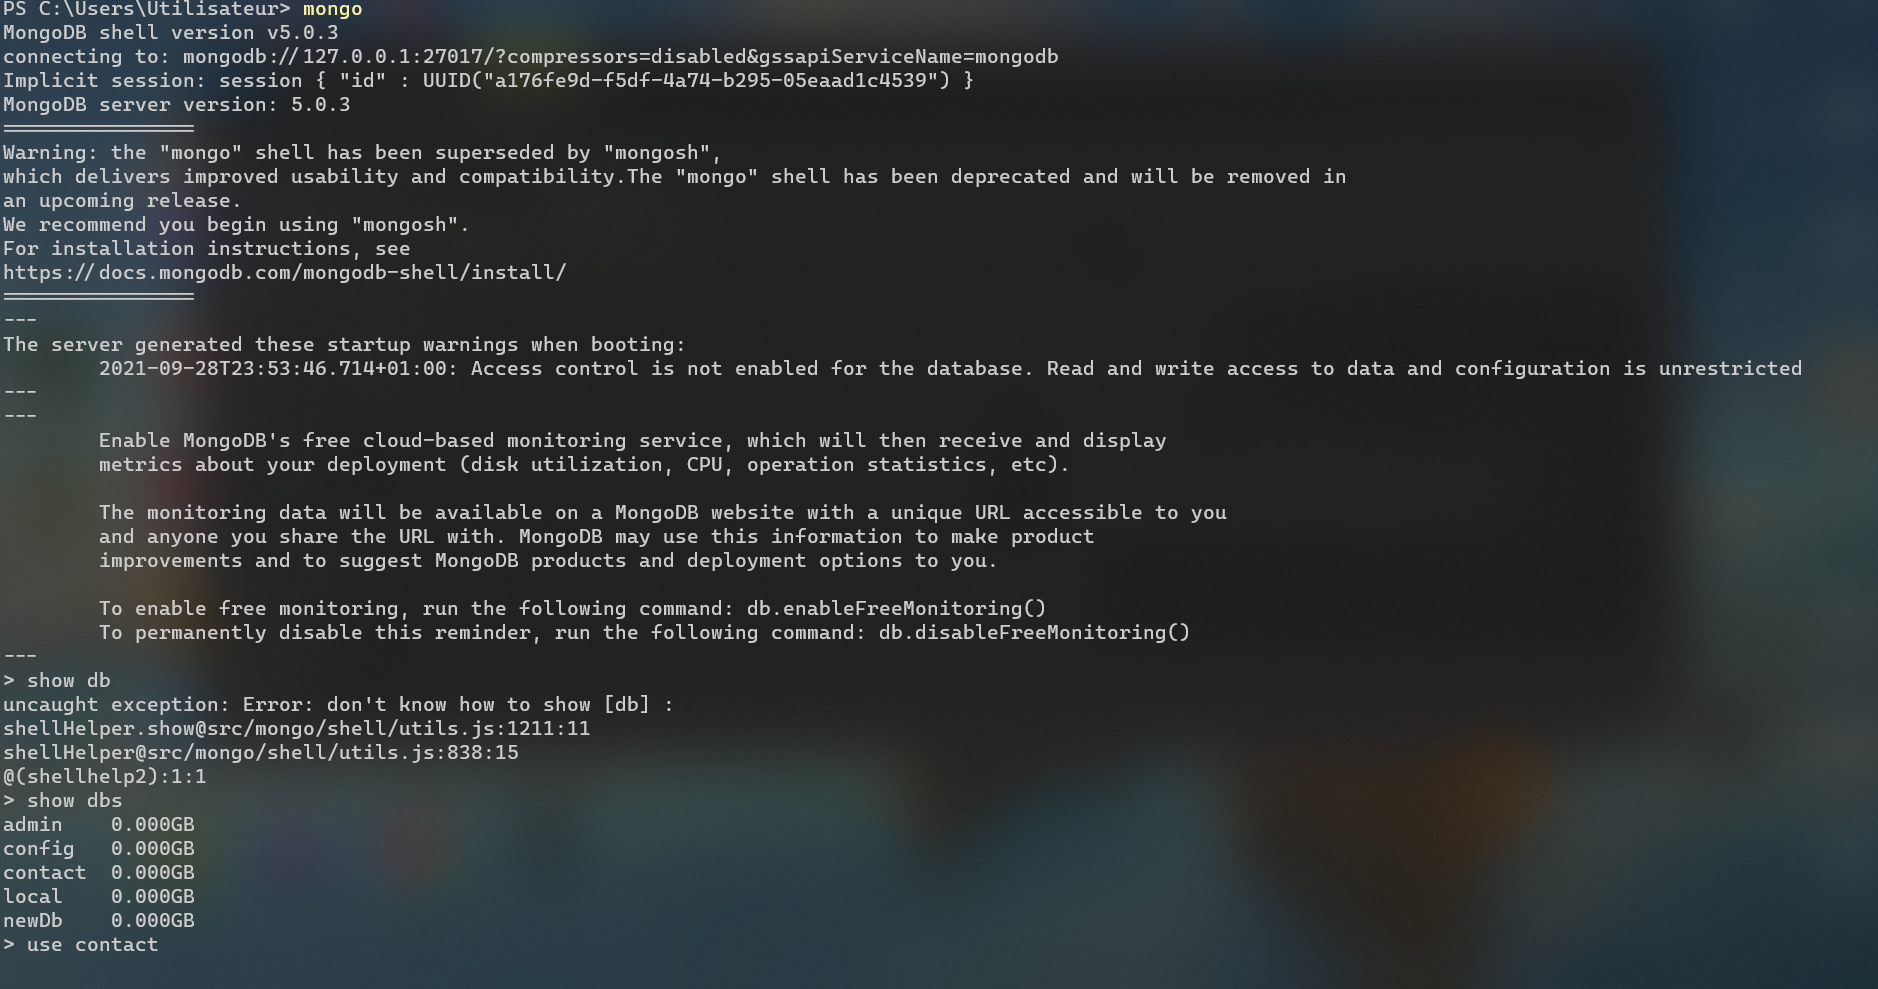 PS C:\Users\Utilisateur> mongo
MongoDB shell version v5.0.3
connecting to: mongodb://127.0.0.1:27017/?compressors=disabled&gssapiServiceName=mongodb
Implicit session: session { "id" : UUID("a176fe9d-f5df-4a74-b295-05eaad1c4539") }
MongoDB server version: 5.0.3
================
Warning: the "mongo" shell has been superseded by "mongosh",
which delivers improved usability and compatibility.The "mongo" shell has been deprecated and will be removed in
an upcoming release.
We recommend you begin using "mongosh".
For installation instructions, see
https://docs.mongodb.com/mongodb-shell/install/
================
---
The server generated these startup warnings when booting:
        2021-09-28T23:53:46.714+01:00: Access control is not enabled for the database. Read and write access to data and configuration is unrestricted
---
---
        Enable MongoDB's free cloud-based monitoring service, which will then receive and display
        metrics about your deployment (disk utilization, CPU, operation statistics, etc).

        The monitoring data will be available on a MongoDB website with a unique URL accessible to you
        and anyone you share the URL with. MongoDB may use this information to make product
        improvements and to suggest MongoDB products and deployment options to you.

        To enable free monitoring, run the following command: db.enableFreeMonitoring()
        To permanently disable this reminder, run the following command: db.disableFreeMonitoring()
---
> show db
uncaught exception: Error: don't know how to show [db] :
shellHelper.show@src/mongo/shell/utils.js:1211:11
shellHelper@src/mongo/shell/utils.js:838:15
@(shellhelp2):1:1
> show dbs
admin    0.000GB
config   0.000GB
contact  0.000GB
local    0.000GB
newDb    0.000GB
> use contact